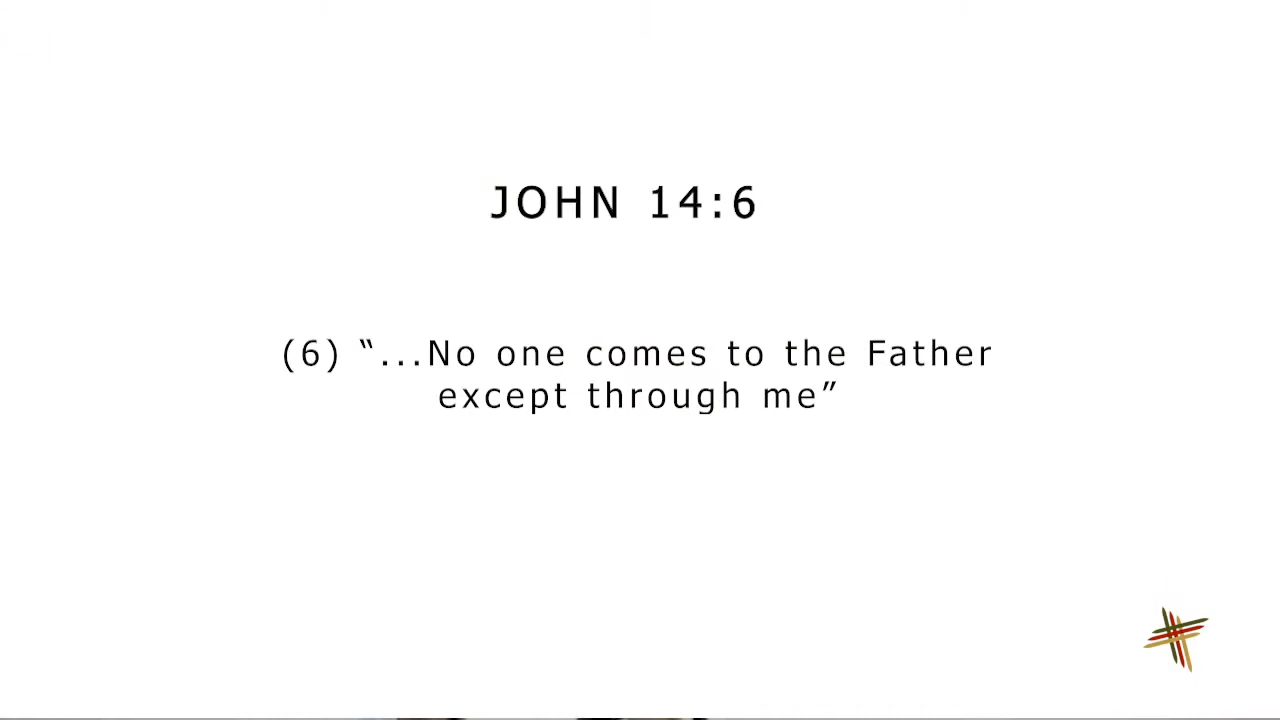 JOHN 14:6
(6) “...No one comes to the Father
except through me”